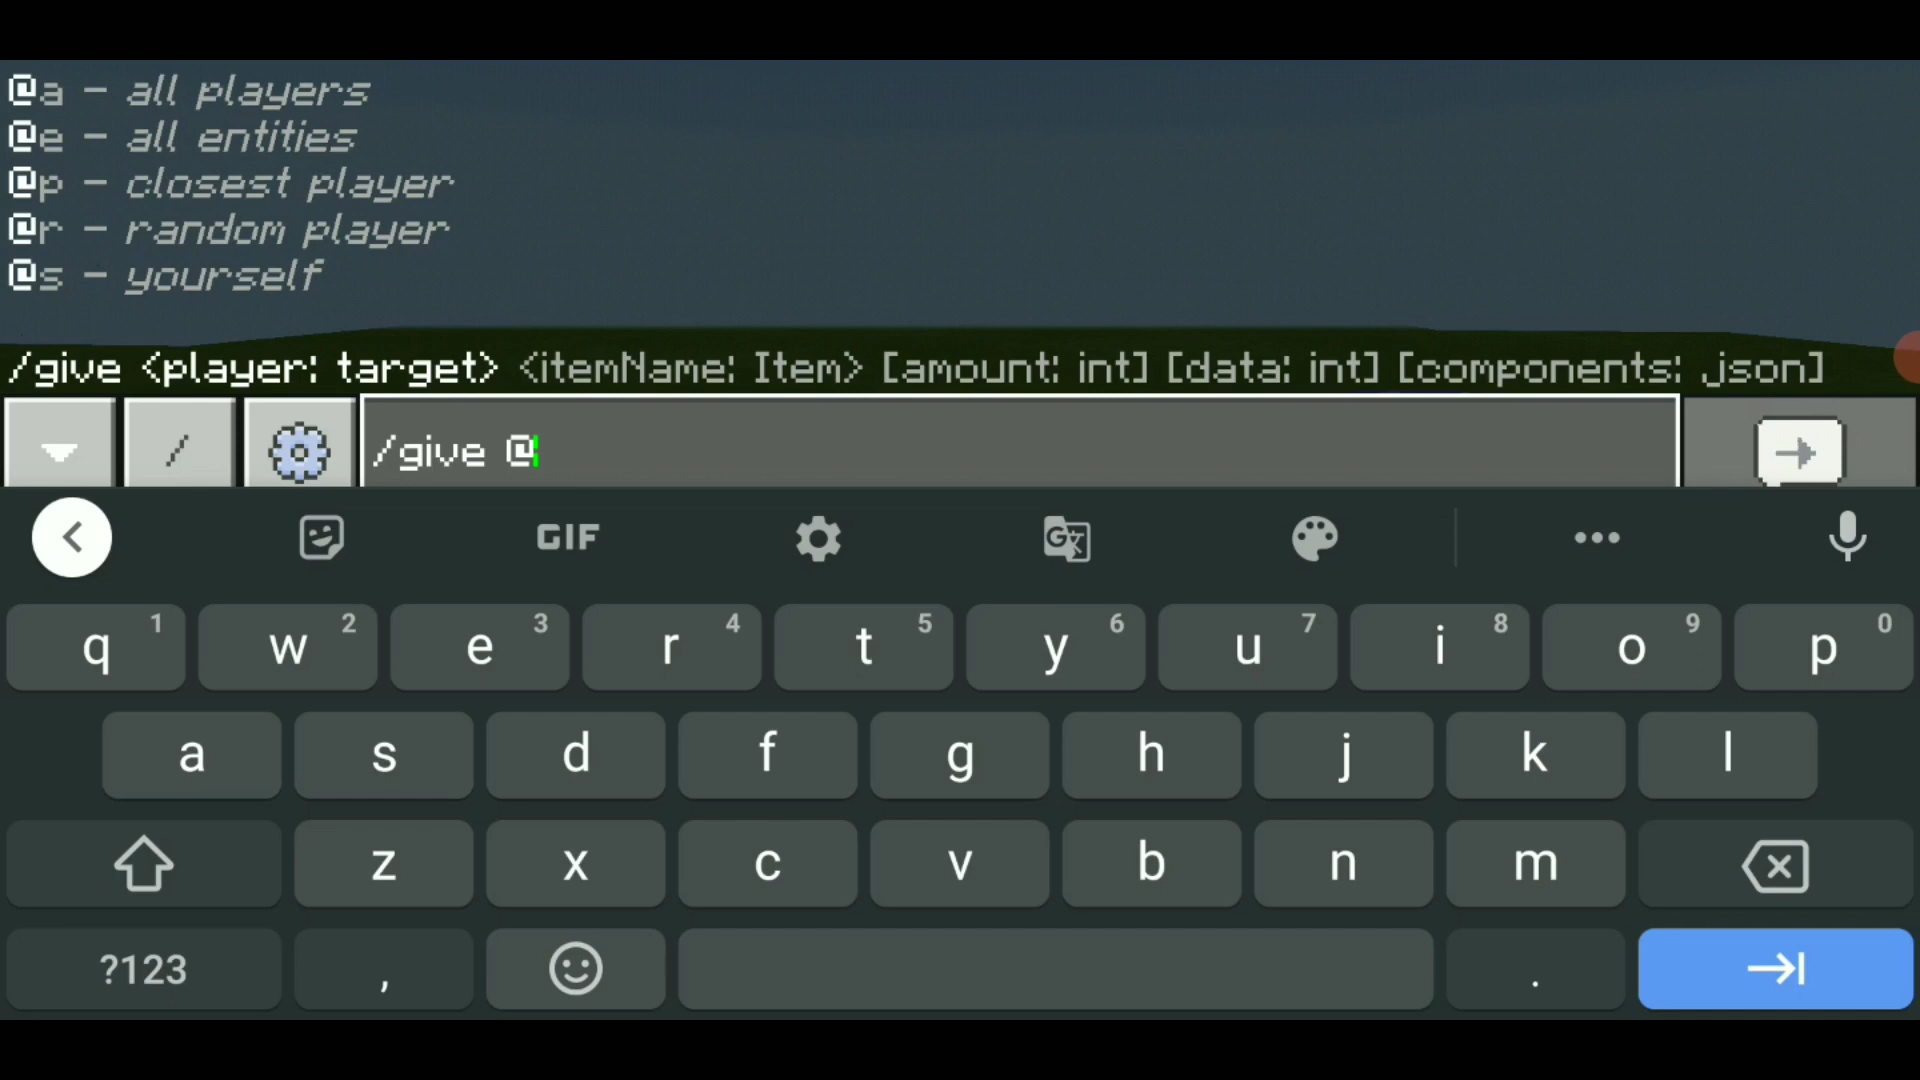 @a - all players
@e - all entities
@p - closest player
@r - random player
@s - yourself
/give <player: target> <itemName: Item> [amount: int] [data: int] [components: json]
/
/give @
GIF
q 1 w 2 e 3 r 4 t 5 y 6 u 7 i 8 o 9 p 0
a s d f g h j k l
z x c v b n m
?123 , .